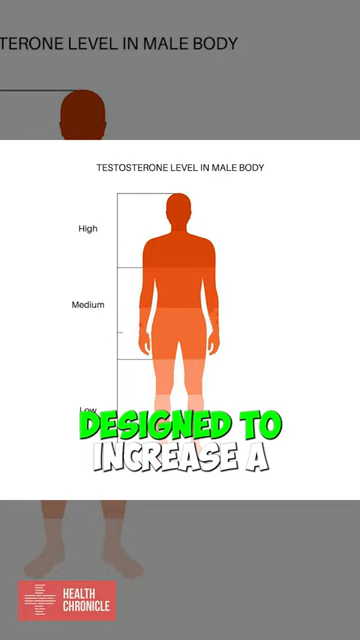 TERONE LEVEL IN MALE BODY
TESTOSTERONE LEVEL IN MALE BODY
High
Medium
Low
DESIGNED TO
INCREASE A
HEALTH
CHRONICLE